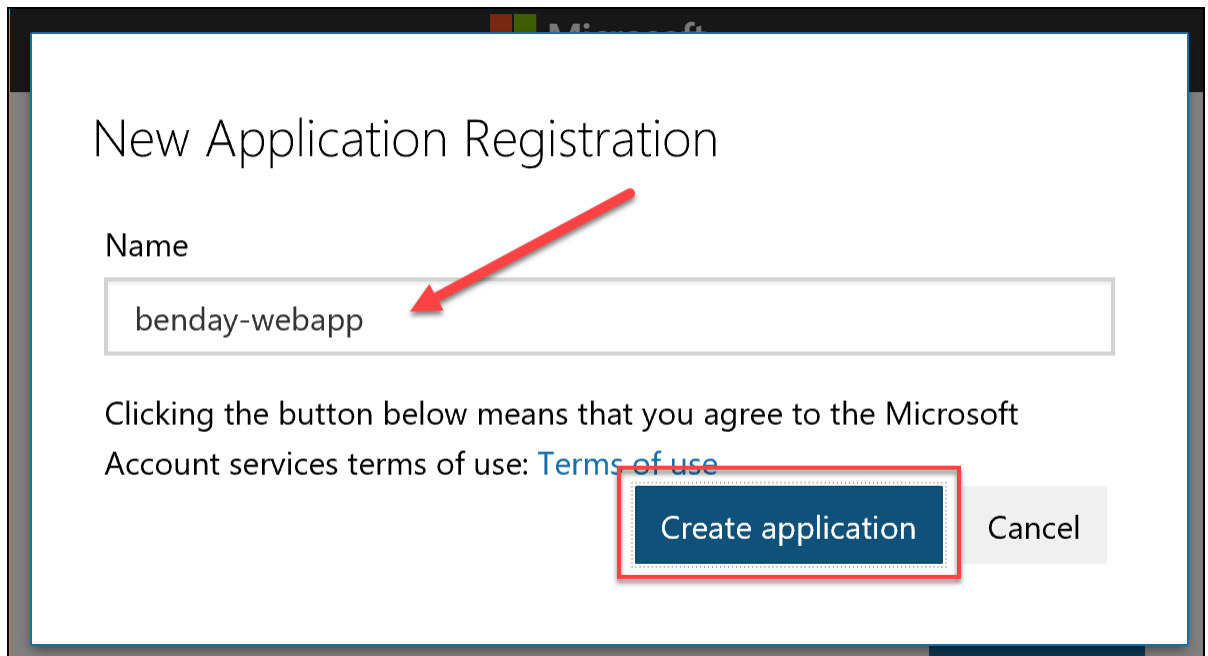 Microsoft
New Application Registration
Name
benday-webapp
Clicking the button below means that you agree to the Microsoft
Account services terms of use: Terms of use
Create application
Cancel